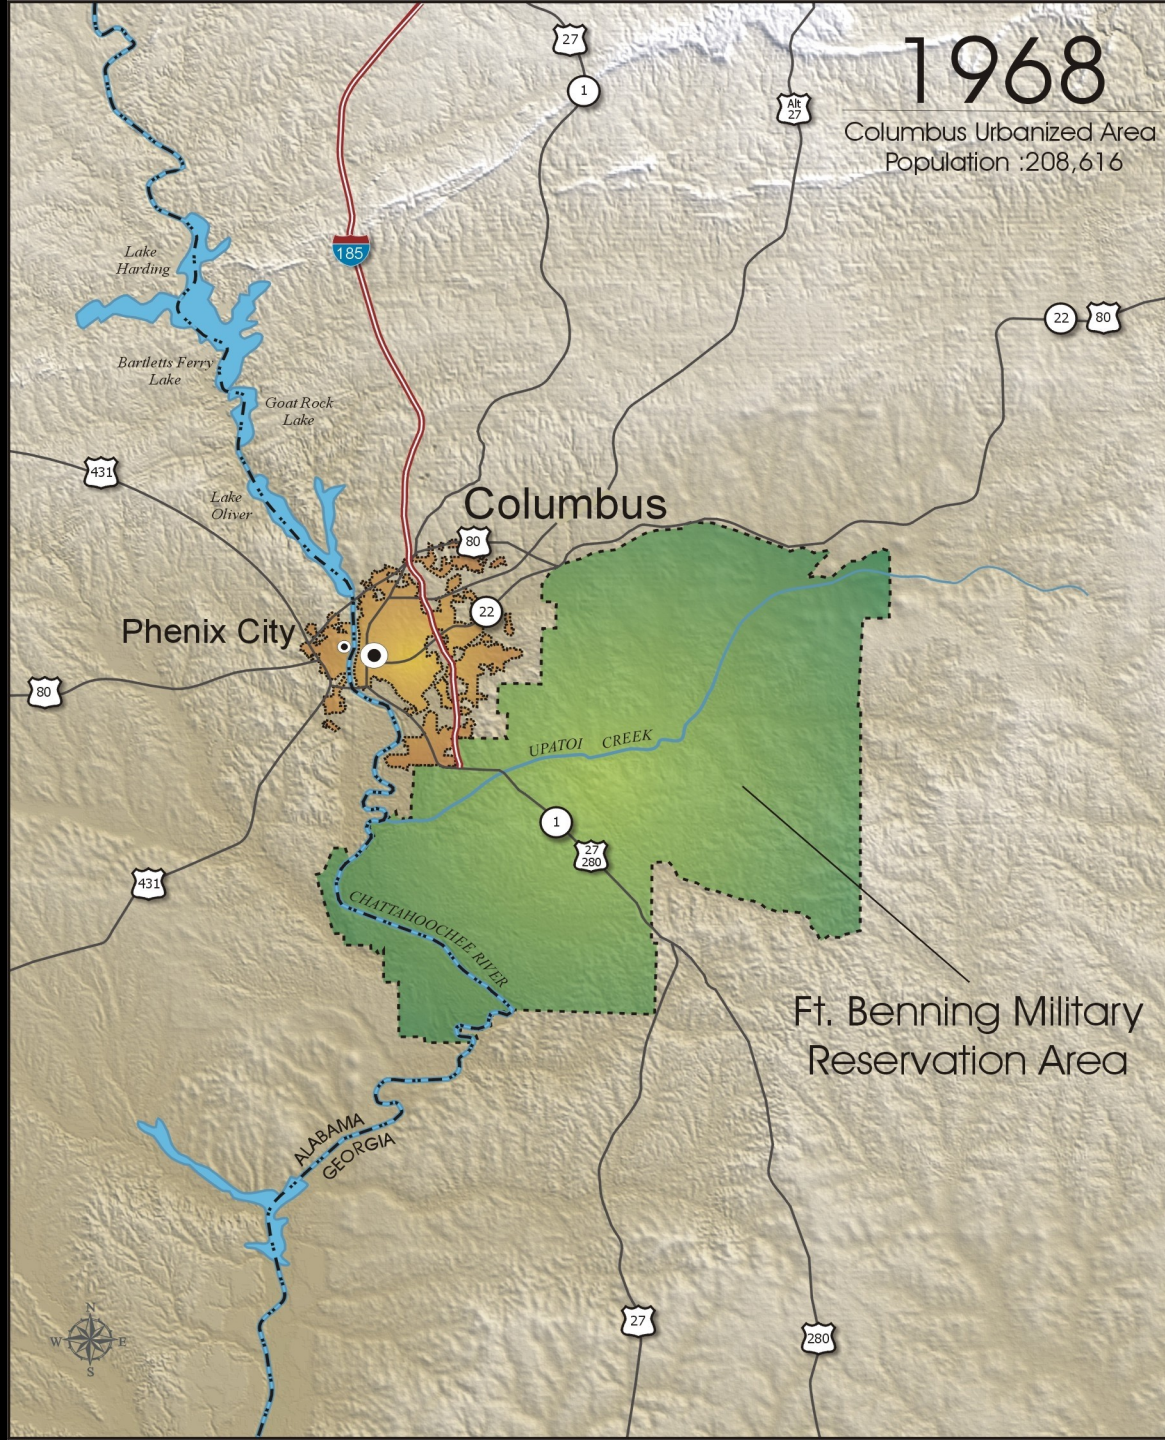 1968
Columbus Urbanized Area
Population :208,616
27
1
Alt
27
185
Lake
Harding
22
80
Bartletts Ferry
Lake
Goat Rock
Lake
431
Lake
Oliver
Columbus
80
22
Phenix City
80
UPATOI CREEK
1
27
280
431
CHATTAHOOCHEE RIVER
Ft. Benning Military
Reservation Area
ALABAMA
GEORGIA
N
W
E
S
27
280